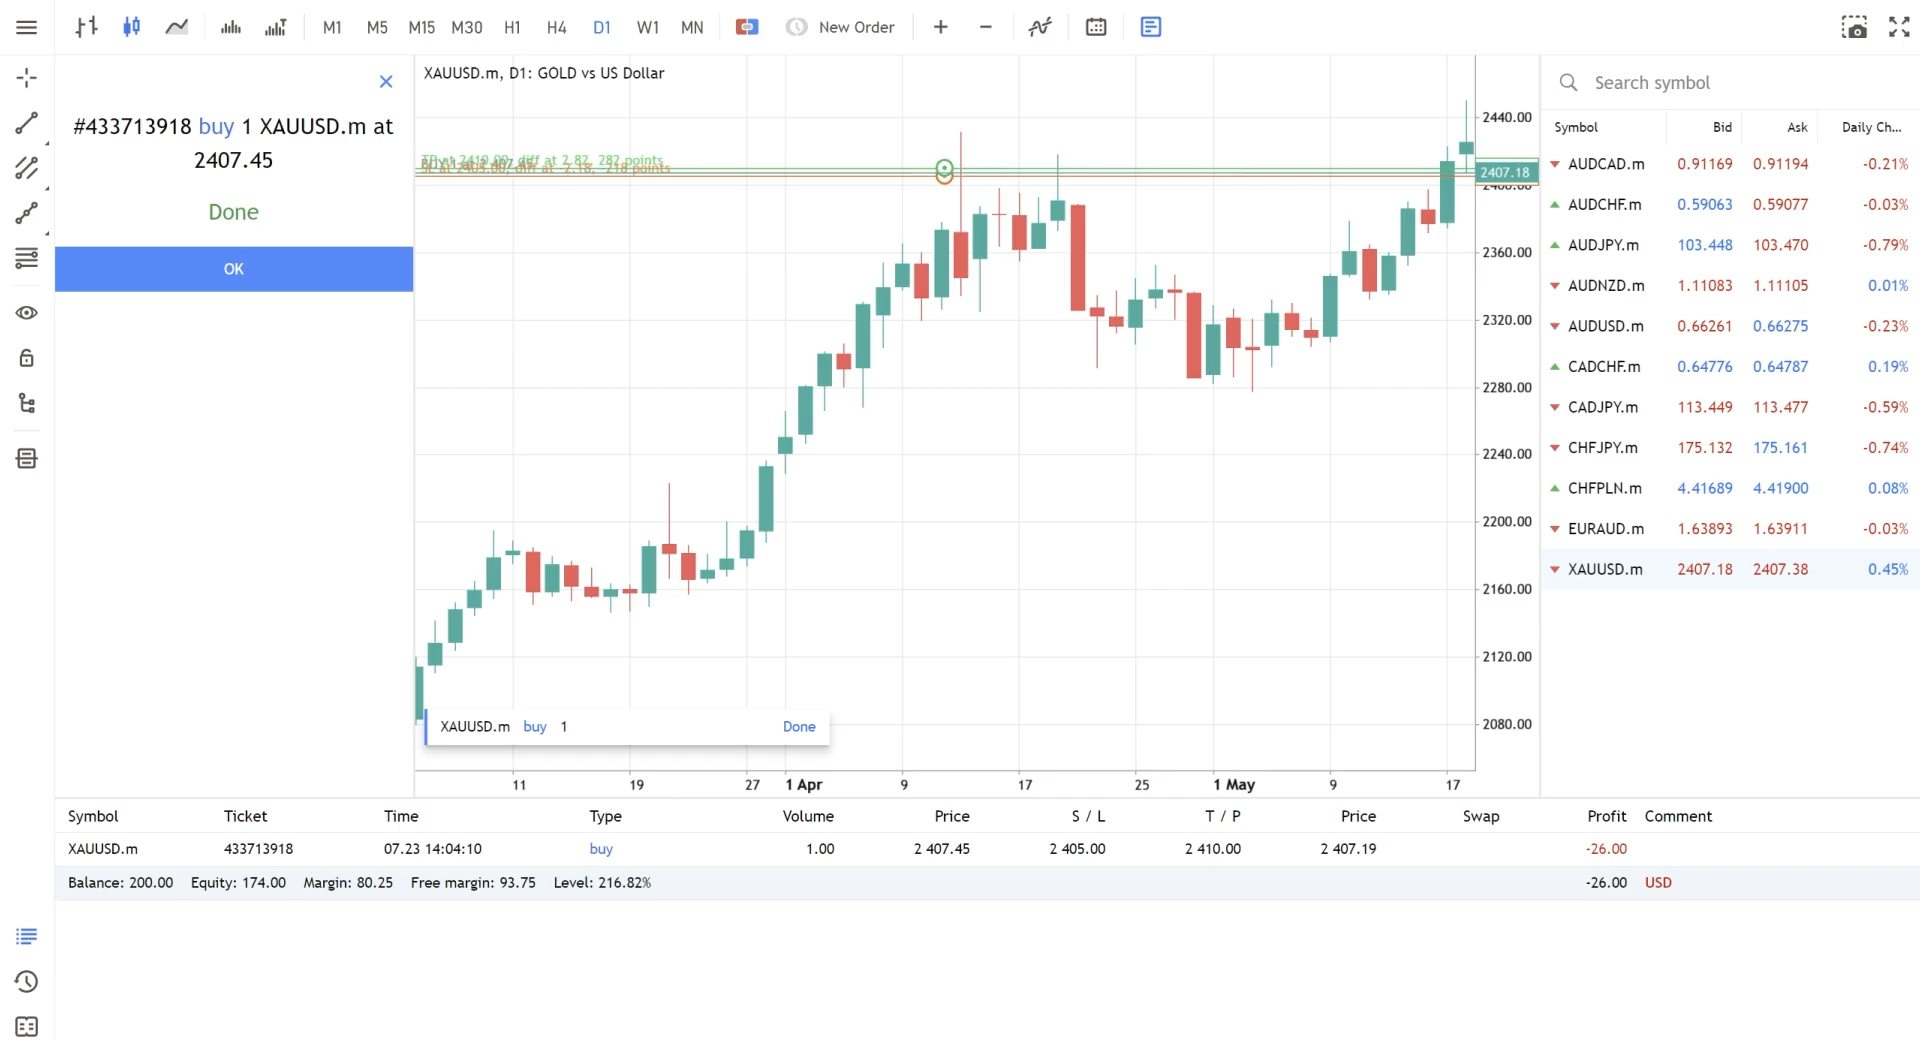 M1 M5 M15 M30 H1 H4 D1 W1 MN New Order
#433713918 buy 1 XAUUSD.m at
2407.45
Done
OK
XAUUSD.m, D1: GOLD vs US Dollar
2440.00
2407.18
2400.00
2360.00
2320.00
2280.00
2240.00
2200.00
2160.00
2120.00
2080.00
XAUUSD.m buy 1 Done
11 19 27 1 Apr 9 17 25 1 May 9 17
Search symbol
Symbol Bid Ask Daily Ch...
AUDCAD.m 0.91169 0.91194 -0.21%
AUDCHF.m 0.59063 0.59077 -0.03%
AUDJPY.m 103.448 103.470 -0.79%
AUDNZD.m 1.11083 1.11105 0.01%
AUDUSD.m 0.66261 0.66275 -0.23%
CADCHF.m 0.64776 0.64787 0.19%
CADJPY.m 113.449 113.477 -0.59%
CHFJPY.m 175.132 175.161 -0.74%
CHFPLN.m 4.41689 4.41900 0.08%
EURAUD.m 1.63893 1.63911 -0.03%
XAUUSD.m 2407.18 2407.38 0.45%
Symbol Ticket Time Type Volume Price S / L T / P Price Swap Profit Comment
XAUUSD.m 433713918 07.23 14:04:10 buy 1.00 2 407.45 2 405.00 2 410.00 2 407.19 -26.00
Balance: 200.00 Equity: 174.00 Margin: 80.25 Free margin: 93.75 Level: 216.82% -26.00 USD